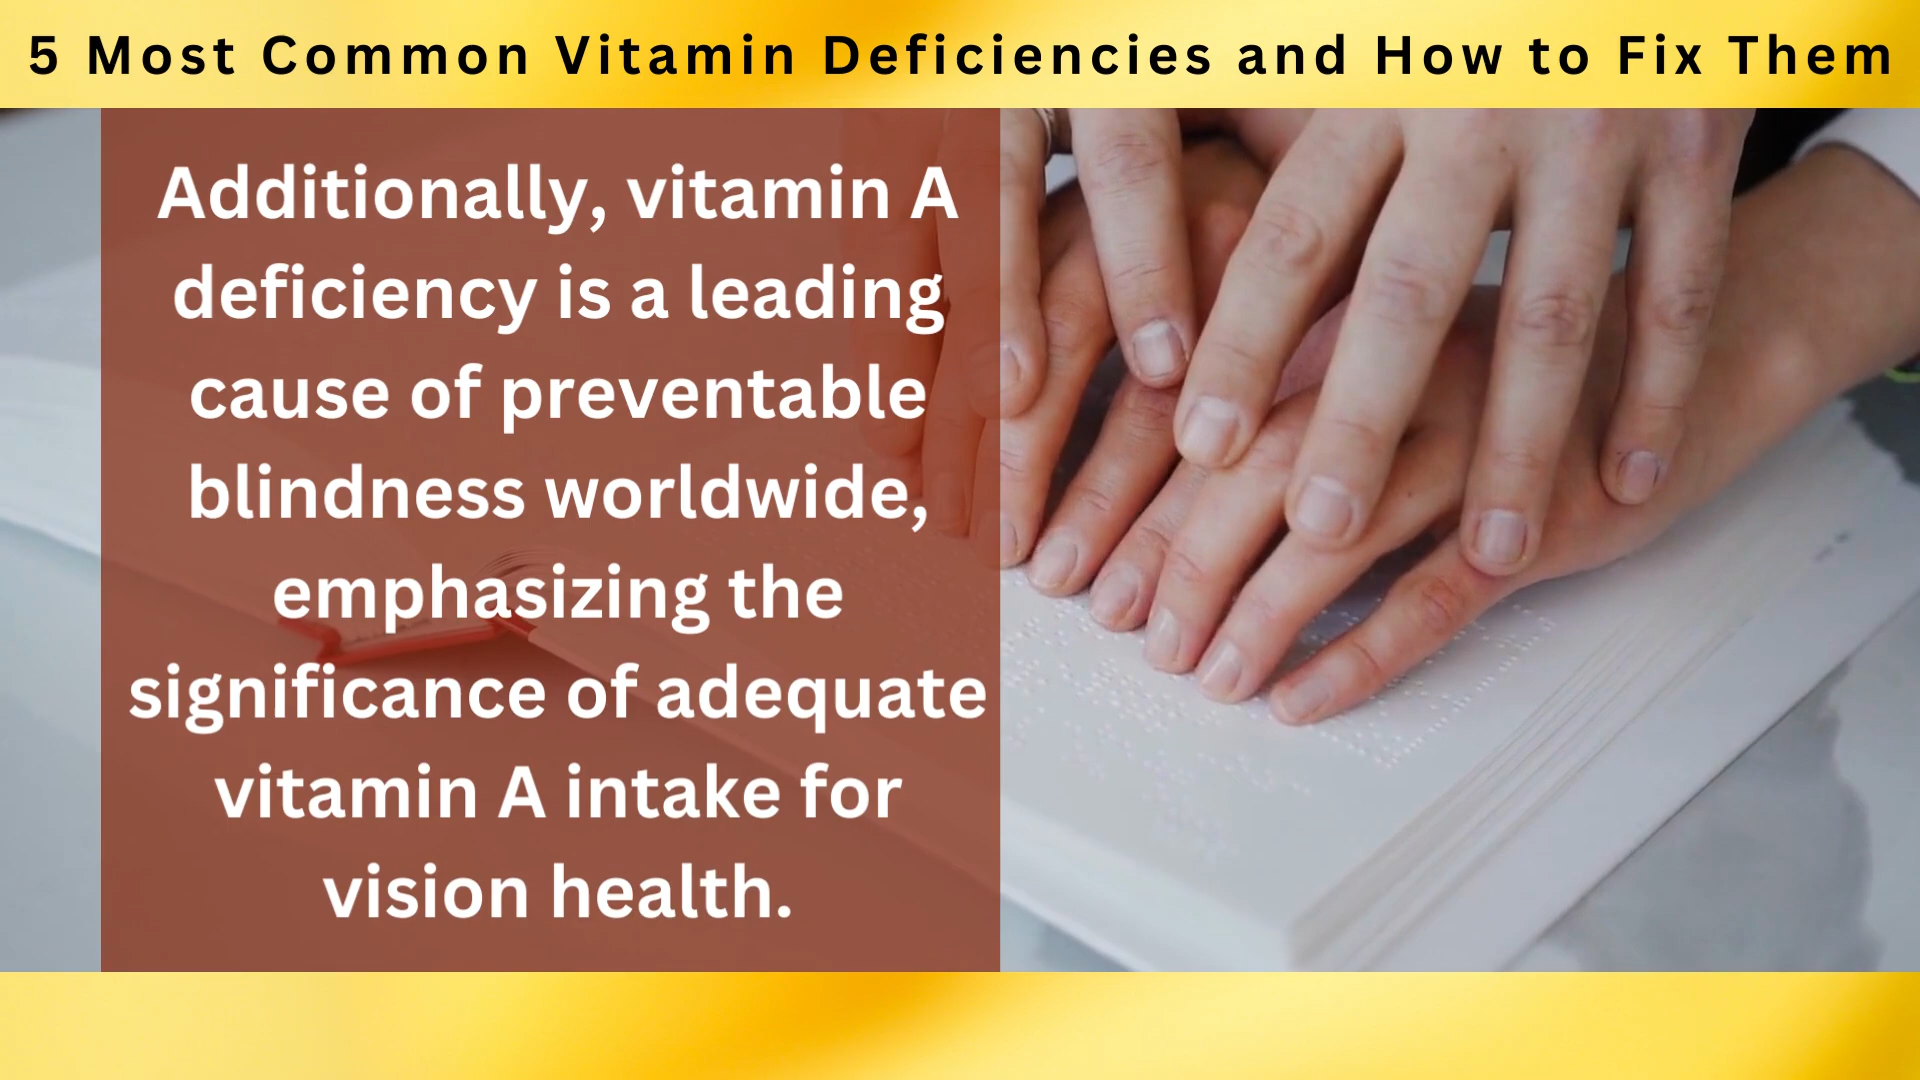 5 Most Common Vitamin Deficiencies and How to Fix Them
Additionally, vitamin A
deficiency is a leading
cause of preventable
blindness worldwide,
emphasizing the
significance of adequate
vitamin A intake for
vision health.